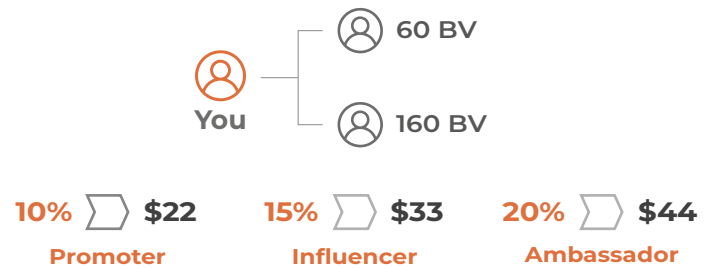 60 BV
You
160 BV
10% $22 15% $33 20% $44
Promoter Influencer Ambassador